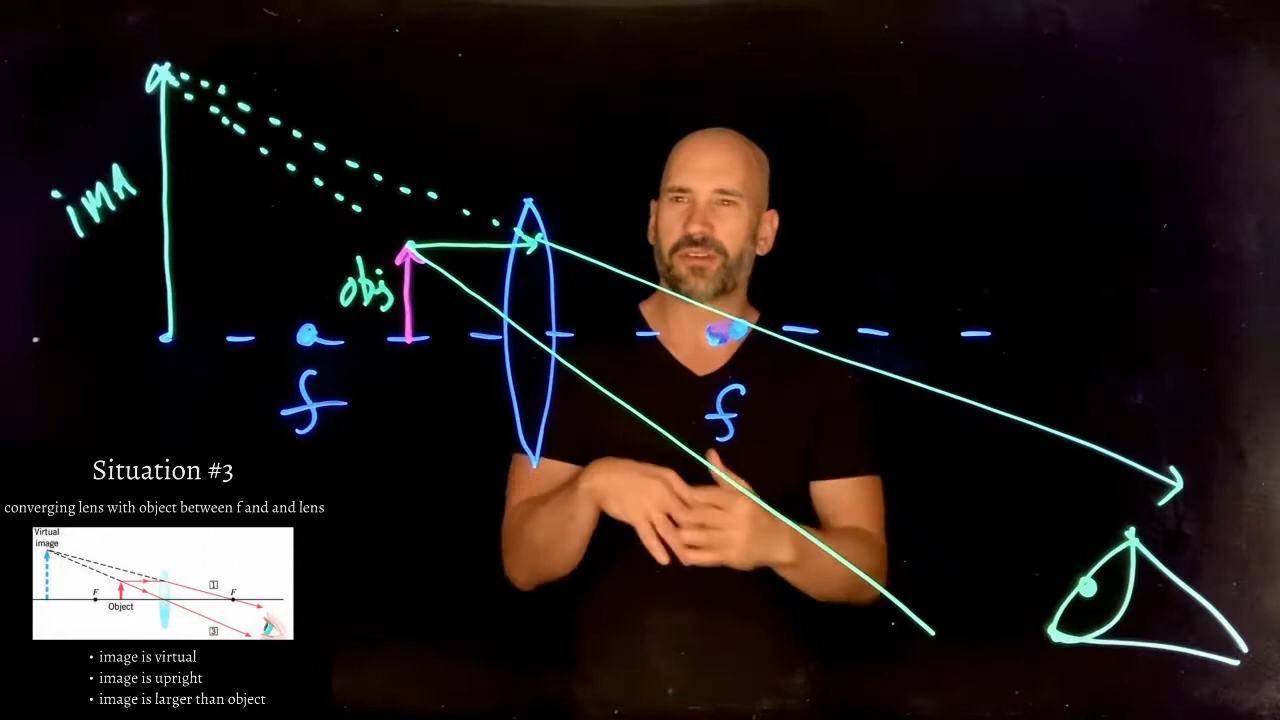 imA
obj
f
f
Situation #3
converging lens with object between f and and lens
Virtual
image
F
Object
1
F
3
• image is virtual
• image is upright
• image is larger than object